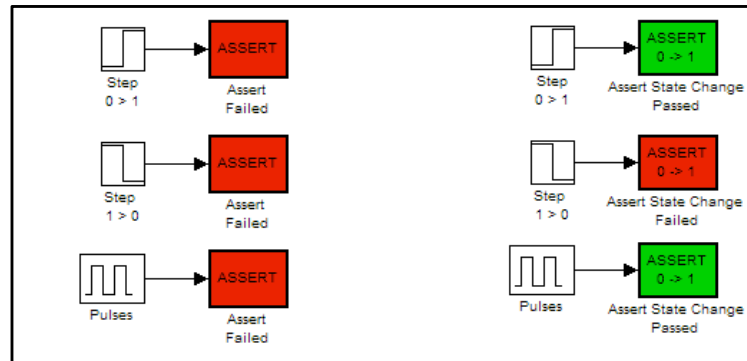 ASSERT
Step
0 > 1
Assert
Failed
ASSERT
0 -> 1
Step
0 > 1
Assert State Change
Passed
ASSERT
Step
1 > 0
Assert
Failed
ASSERT
0 -> 1
Step
1 > 0
Assert State Change
Failed
ASSERT
Pulses
Assert
Failed
ASSERT
0 -> 1
Pulses
Assert State Change
Passed